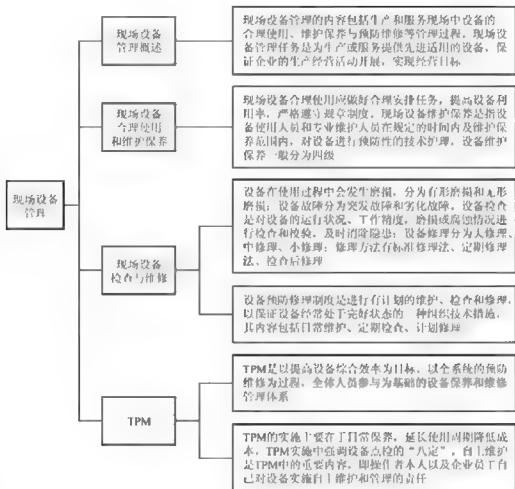 现场设备
管理
现场设备
管理概述
现场设备管理的内容包括生产和服务现场中设备的
合理使用、维护保养与预防维修等管理过程，现场设
备管理任务是为生产或服务提供先进适用的设备，保
证企业的生产经营活动开展，实现经营目标
现场设备
合理使用
和维护保养
现场设备合理使用应做好合理安排任务，提高设备利
用率，严格遵守规章制度。现场设备维护保养是指设
备使用人员和专业维护人员在规定的时间内及维护保
养范围内，对设备进行预防性的技术护理，设备维护
保养一般分为四级
现场设备
检查与维修
设备在使用过程中会发生磨损，分为有形磨损和无形
磨损；设备故障分为突发故障和劣化故障。设备检查
是对设备的运行状况、工作精度，磨损或腐蚀情况进
行检查和校验，及时消除隐患；设备修理分为大修理、
中修理、小修理；修理方法有标准修理法、定期修理
法、检查后修理
设备预防修理制度是进行有计划的维护、检查和修理，
以保证设备经常处于完好状态的一种组织技术措施，
其内容包括日常维护、定期检查、计划修理
TPM
TPM是以提高设备综合效率为目标，以全系统的预防
维修为过程，全体人员参与为基础的设备保养和维修
管理体系
TPM的实施主要在于日常保养，延长使用周期降低成
本，TPM实施中强调设备点检的“八定”，自主维护
是TPM中的重要内容，即操作者本人以及企业员工自
己对设备实施自主维护和管理的责任